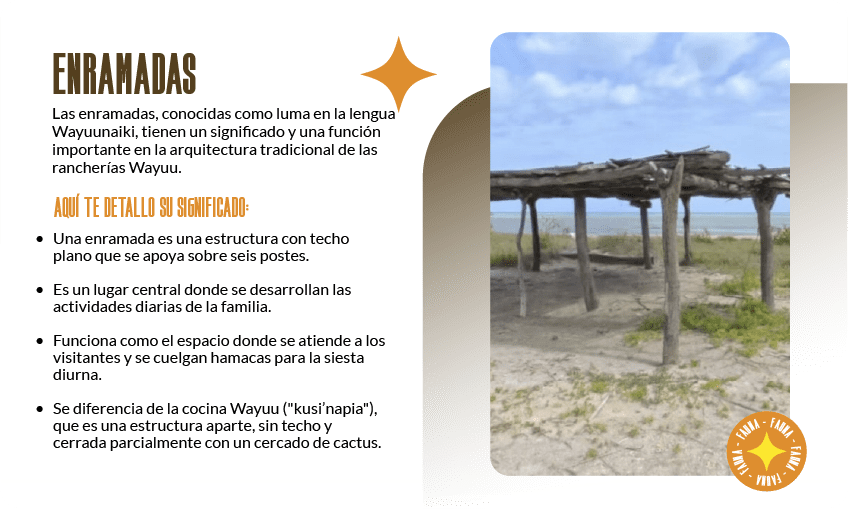 ENRAMADAS
Las enramadas, conocidas como luma en la lengua
Wayuunaiki, tienen un significado y una función
importante en la arquitectura tradicional de las
rancherías Wayuu.
AQUÍ TE DETALLO SU SIGNIFICADO:
• Una enramada es una estructura con techo
plano que se apoya sobre seis postes.
• Es un lugar central donde se desarrollan las
actividades diarias de la familia.
• Funciona como el espacio donde se atiende a los
visitantes y se cuelgan hamacas para la siesta
diurna.
• Se diferencia de la cocina Wayuu ("kusi’napia"),
que es una estructura aparte, sin techo y
cerrada parcialmente con un cercado de cactus.
FAUNA - FAUNA - FAUNA - FAUNA -